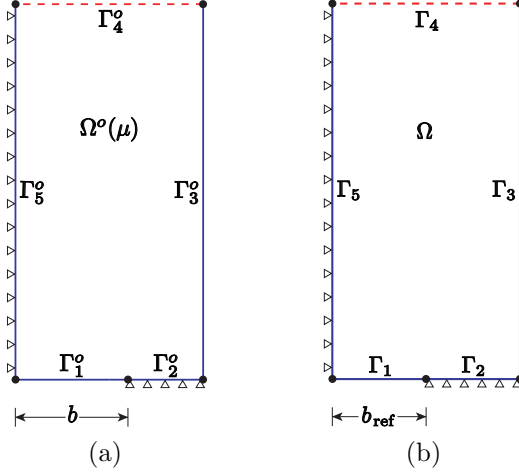 Γ₄ᵒ
Ωᵒ(μ)
Γ₅ᵒ
Γ₃ᵒ
Γ₁ᵒ
Γ₂ᵒ
b
(a)
Γ₄
Ω
Γ₅
Γ₃
Γ₁
Γ₂
b_ref
(b)